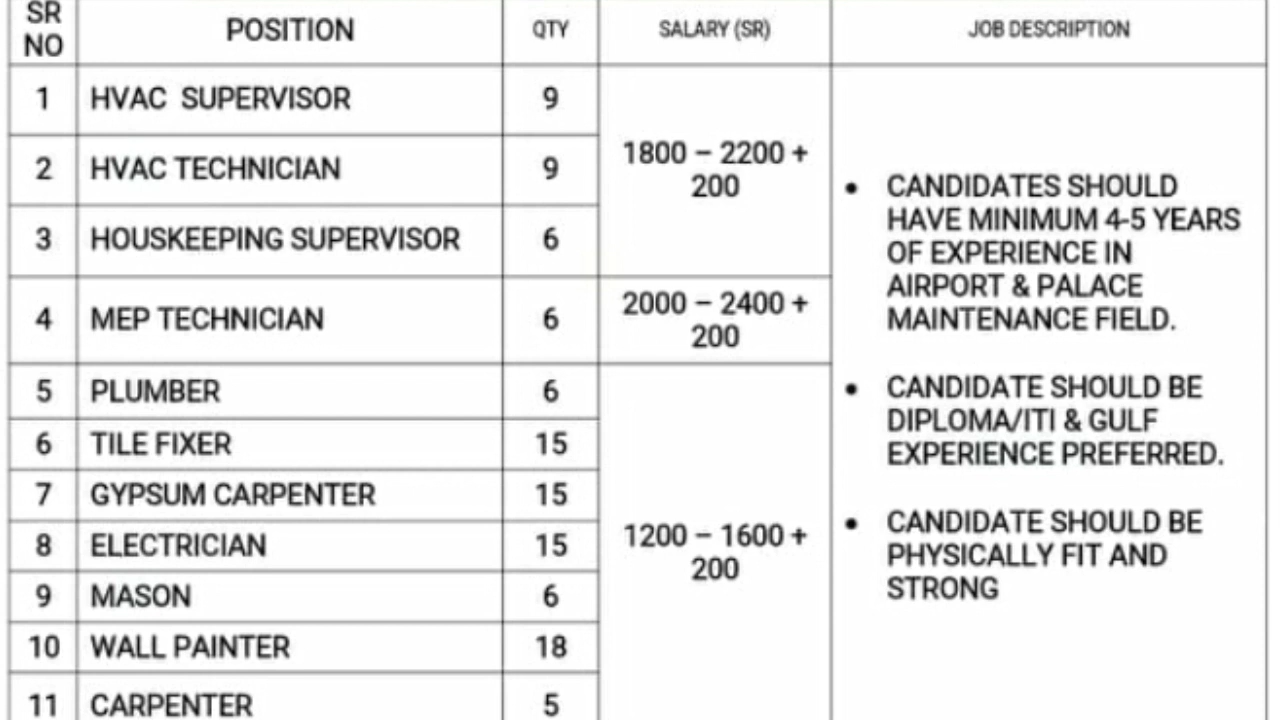 SR NO POSITION QTY SALARY (SR) JOB DESCRIPTION
1 HVAC SUPERVISOR 9
2 HVAC TECHNICIAN 9
3 HOUSKEEPING SUPERVISOR 6
1800 – 2200 +
200
4 MEP TECHNICIAN 6
2000 – 2400 +
200
5 PLUMBER 6
6 TILE FIXER 15
7 GYPSUM CARPENTER 15
8 ELECTRICIAN 15
9 MASON 6
10 WALL PAINTER 18
11 CARPENTER 5
1200 – 1600 +
200
• CANDIDATES SHOULD
HAVE MINIMUM 4-5 YEARS
OF EXPERIENCE IN
AIRPORT & PALACE
MAINTENANCE FIELD.
• CANDIDATE SHOULD BE
DIPLOMA/ITI & GULF
EXPERIENCE PREFERRED.
• CANDIDATE SHOULD BE
PHYSICALLY FIT AND
STRONG